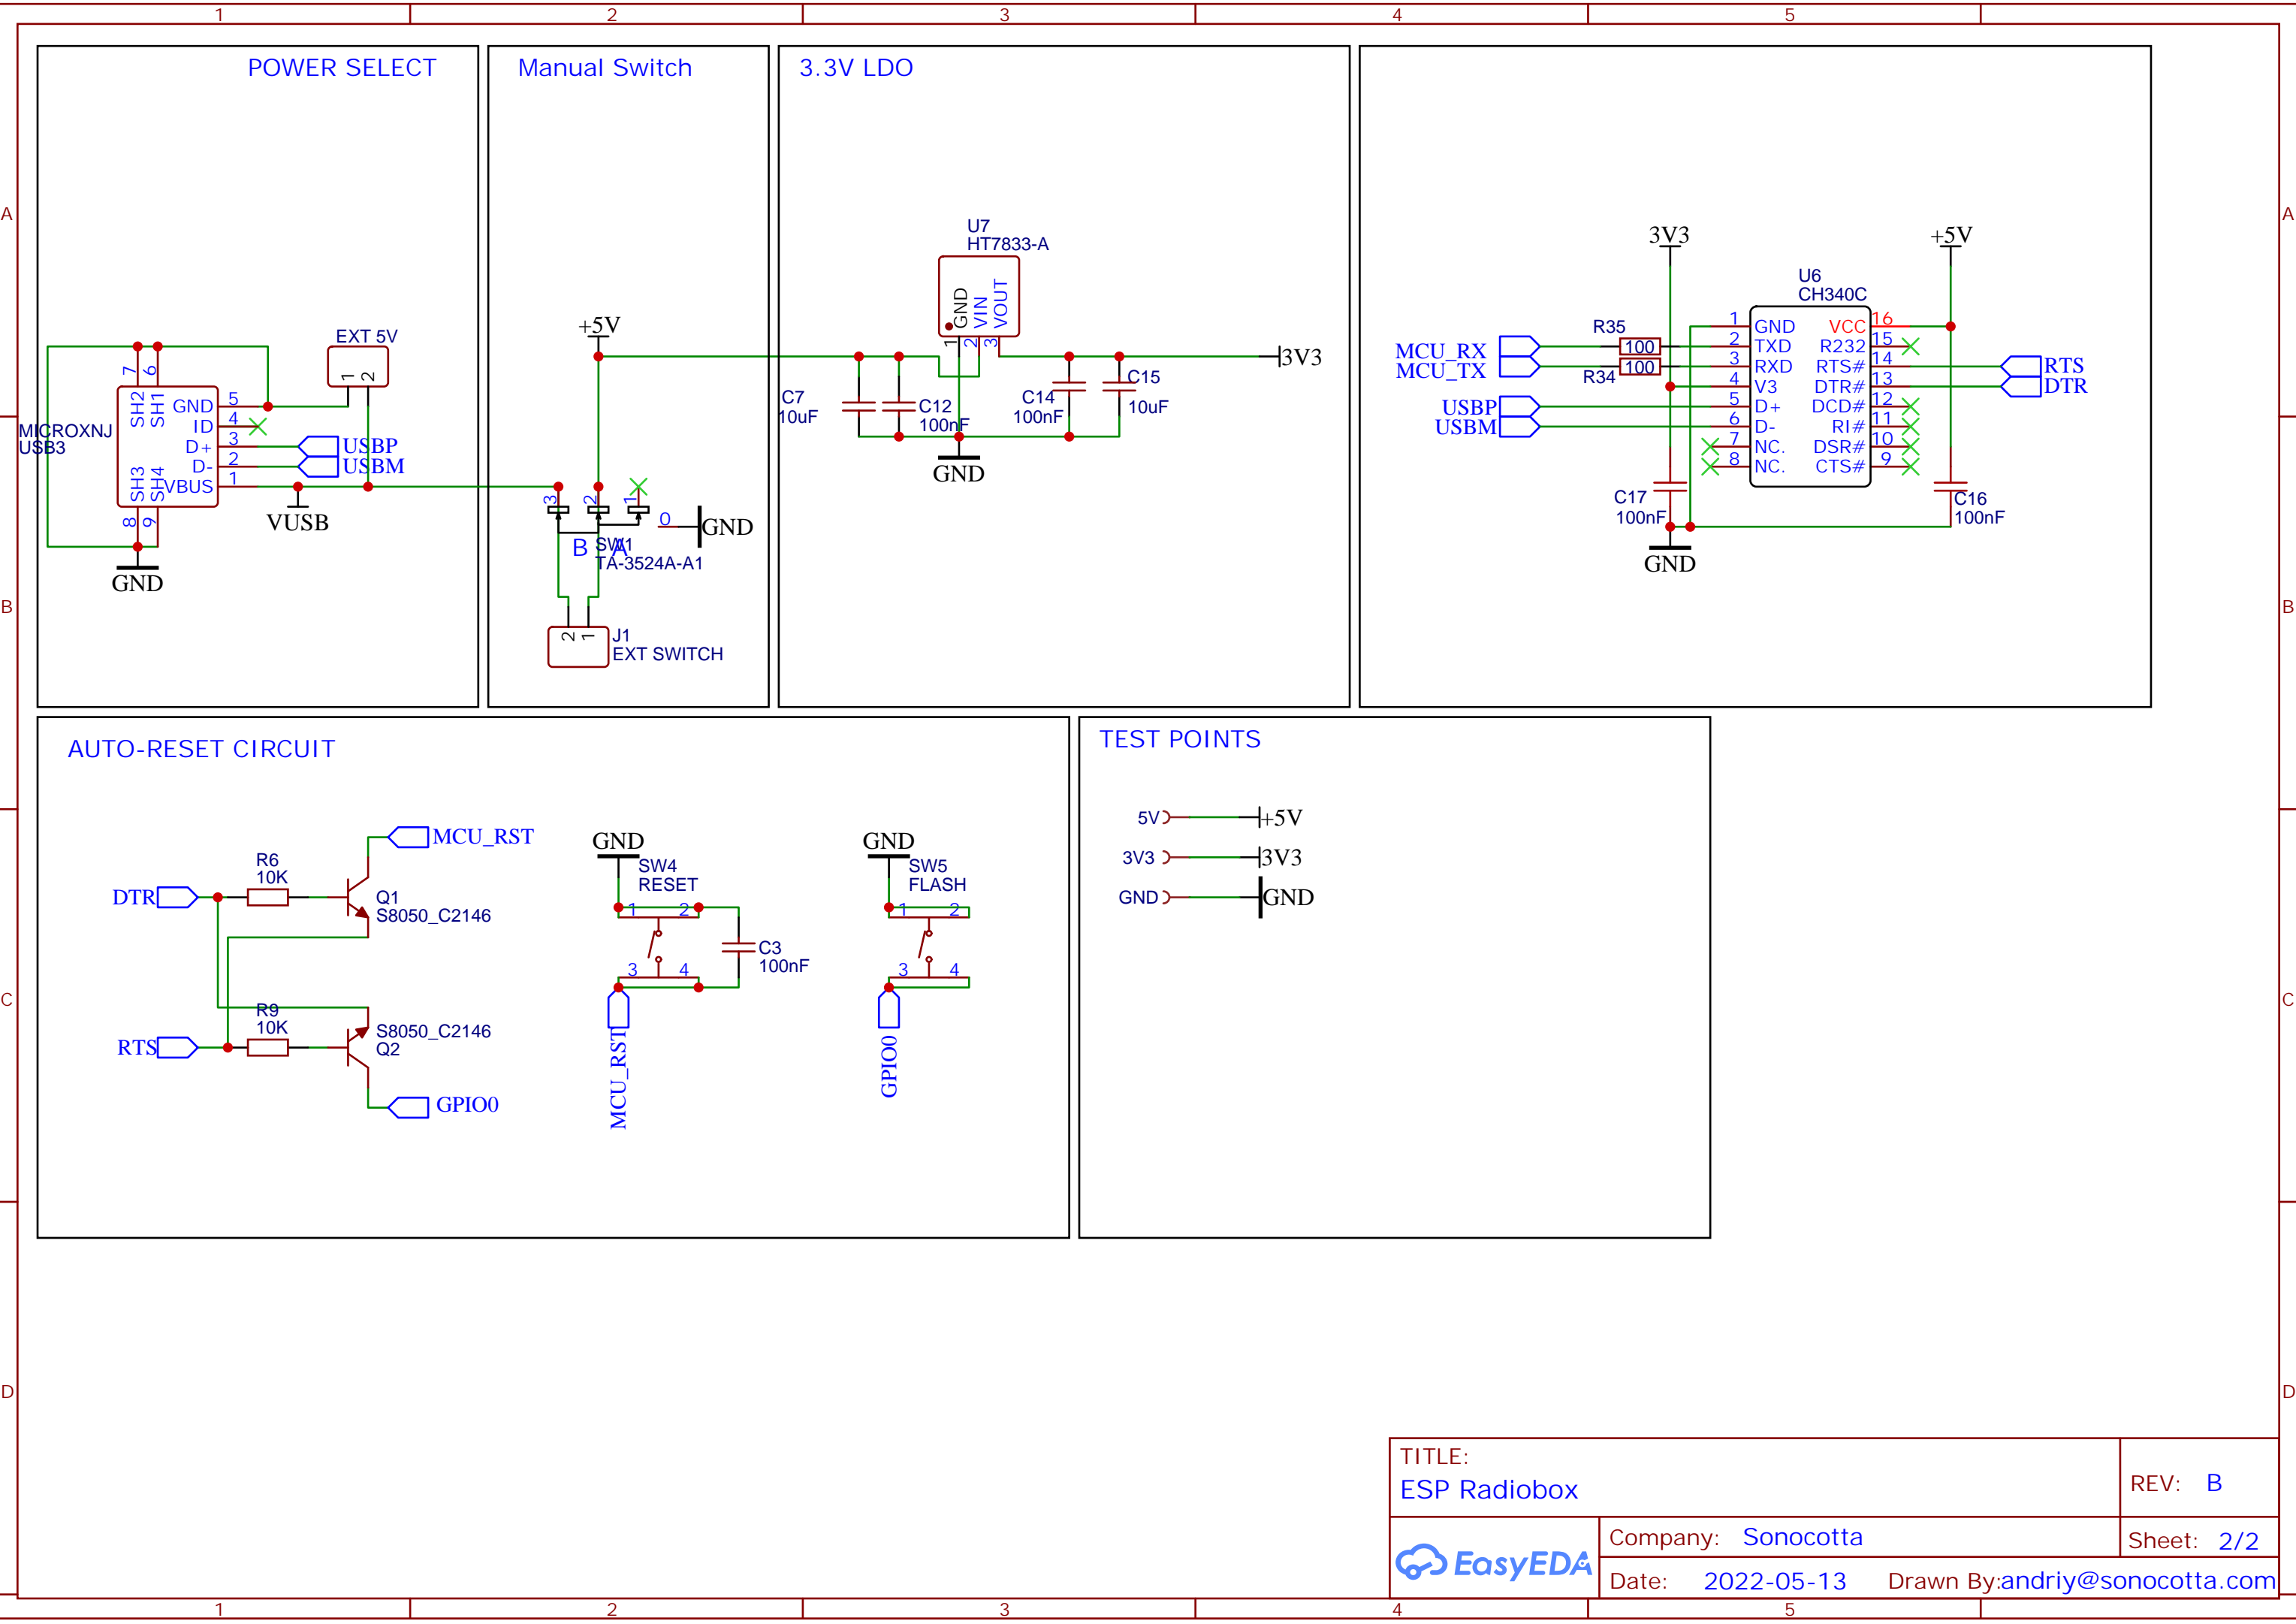 1 2 3 4 5
A A
B B
C C
D D
POWER SELECT
EXT 5V
1 2
7 6
SH2 SH1
GND 5
ID 4
D+ 3
D- 2
VBUS 1
SH3 SH4
8 9
MICROXNJ
USB3
USBP
USBM
VUSB
GND
Manual Switch
+5V
3 2 1
0 GND
B A
SW1
TA-3524A-A1
2 1
J1
EXT SWITCH
3.3V LDO
U7
HT7833-A
GND VIN VOUT
1 2 3
3V3
C7
10uF
C12
100nF
C14
100nF
C15
10uF
GND
3V3
+5V
U6
CH340C
R35
100
R34
100
MCU_RX
MCU_TX
USBP
USBM
1 GND
2 TXD
3 RXD
4 V3
5 D+
6 D-
7 NC.
8 NC.
VCC 16
R232 15
RTS# 14
DTR# 13
DCD# 12
RI# 11
DSR# 10
CTS# 9
RTS
DTR
C17
100nF
C16
100nF
GND
AUTO-RESET CIRCUIT
MCU_RST
R6
10K
DTR
Q1
S8050_C2146
R9
10K
RTS
S8050_C2146
Q2
GPIO0
GND
SW4
RESET
1 2
3 4
C3
100nF
MCU_RST
GND
SW5
FLASH
1 2
3 4
GPIO0
TEST POINTS
5V +5V
3V3 3V3
GND GND
TITLE:
ESP Radiobox
REV: B
EasyEDA
Company: Sonocotta
Sheet: 2/2
Date: 2022-05-13
Drawn By:andriy@sonocotta.com
1 2 3 4 5